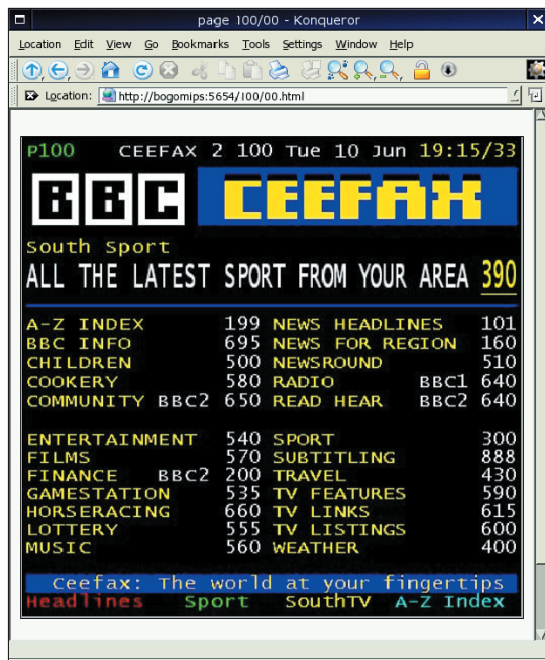 page 100/00 - Konqueror
Location Edit View Go Bookmarks Tools Settings Window Help
Location: http://bogomips:5654/100/00.html
P100 CEEFAX 2 100 Tue 10 Jun 19:15/33
BBC CEEFAX
South Sport
ALL THE LATEST SPORT FROM YOUR AREA 390
A-Z INDEX 199 NEWS HEADLINES 101
BBC INFO 695 NEWS FOR REGION 160
CHILDREN 500 NEWSROUND 510
COOKERY 580 RADIO BBC1 640
COMMUNITY BBC2 650 READ HEAR BBC2 640
ENTERTAINMENT 540 SPORT 300
FILMS 570 SUBTITLING 888
FINANCE BBC2 200 TRAVEL 430
GAMESTATION 535 TV FEATURES 590
HORSERACING 660 TV LINKS 615
LOTTERY 555 TV LISTINGS 600
MUSIC 560 WEATHER 400
Ceefax: The world at your fingertips
Headlines Sport SouthTV A-Z Index